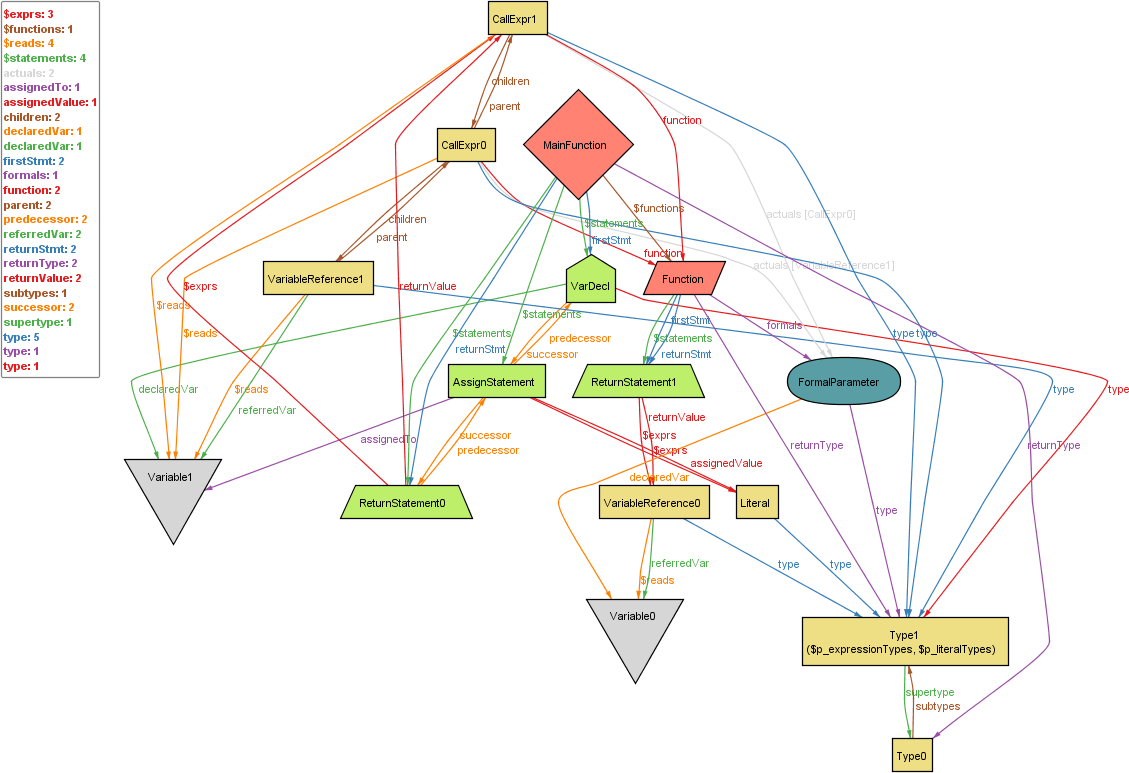 $exprs: 3
$functions: 1
$reads: 4
$statements: 4
actuals: 2
assignedTo: 1
assignedValue: 1
children: 2
declaredVar: 1
declaredVar: 1
firstStmt: 2
formals: 1
function: 2
parent: 2
predecessor: 2
referredVar: 2
returnStmt: 2
returnType: 2
returnValue: 2
subtypes: 1
successor: 2
supertype: 1
type: 5
type: 1
type: 1
CallExpr1
children
parent
function
CallExpr0
MainFunction
$functions
actuals [CallExpr0]
children
$statements
parent
firstStmt
function
actuals [VariableReference1]
VariableReference1
VarDecl
Function
$exprs
returnValue
$reads
$statements
firstStmt
formals
$reads
$statements
predecessor
$statements
type
type
returnStmt
successor
returnStmt
AssignStatement
ReturnStatement1
FormalParameter
declaredVar
$reads
type
type
referredVar
returnValue
assignedTo
successor
$exprs
returnType
returnType
predecessor
$exprs
assignedValue
Variable1
declaredVar
ReturnStatement0
VariableReference0
Literal
type
referredVar
type
type
$reads
Variable0
Type1
($p_expressionTypes, $p_literalTypes)
supertype
subtypes
Type0